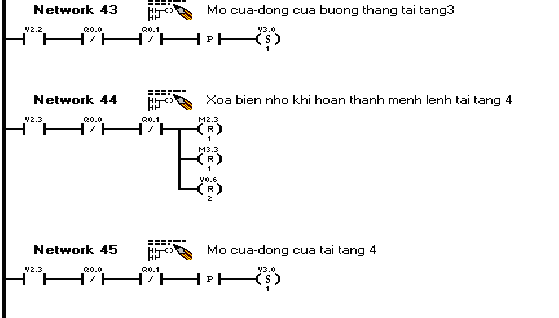 Network 43 Mo cua-dong cua buong thang tai tang3
V2.2 Q0.0 Q0.1 V3.0
/ / P S
1
Network 44 Xoa bien nho khi hoan thanh menh lenh tai tang 4
V2.3 Q0.0 Q0.1 M2.3
/ / R
1
M3.3
R
1
V0.6
R
2
Network 45 Mo cua-dong cua tai tang 4
V2.3 Q0.0 Q0.1 V3.0
/ / P S
1